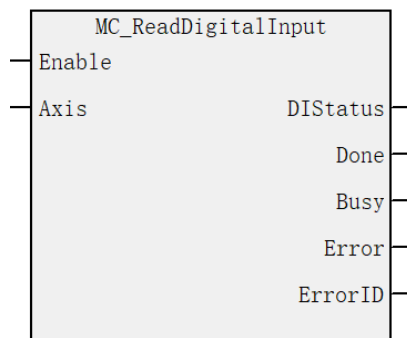 MC_ReadDigitalInput
Enable
Axis DIStatus
Done
Busy
Error
ErrorID